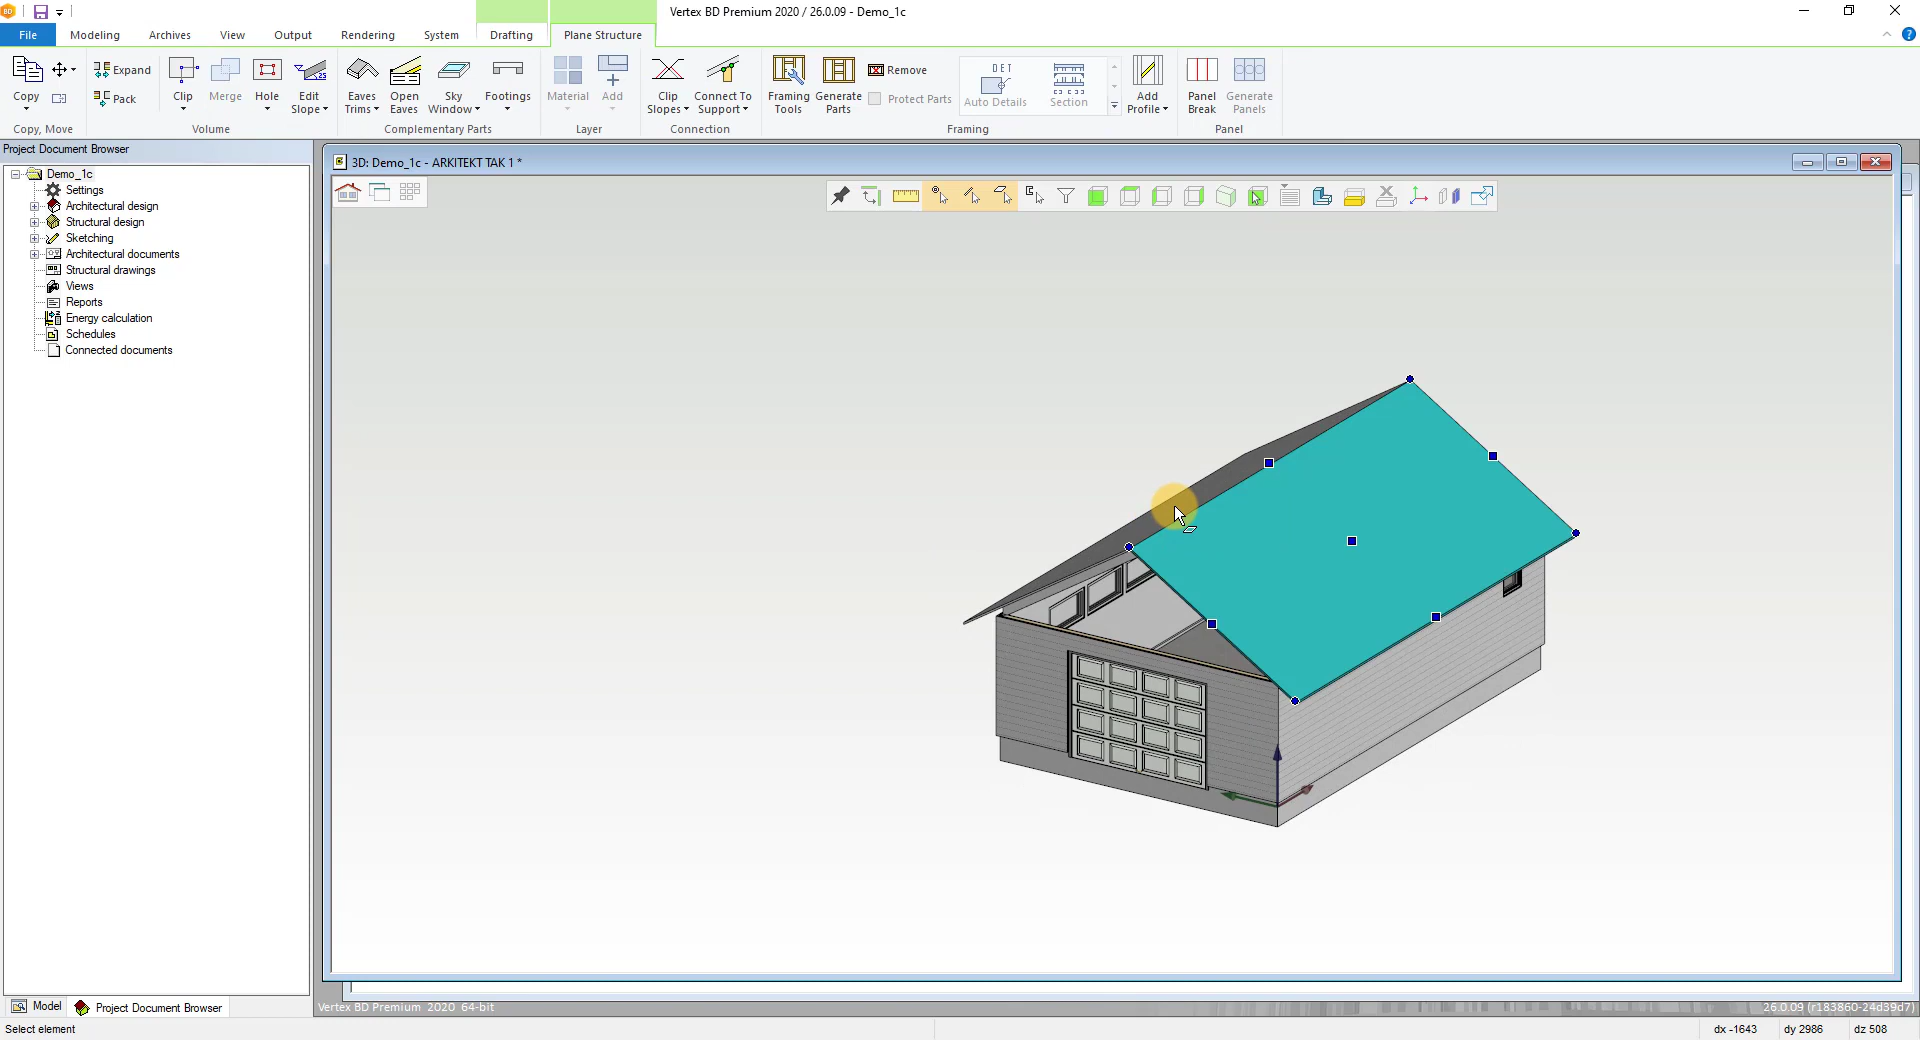 BD
Vertex BD Premium 2020 / 26.0.09 - Demo_1c
File
Modeling
Archives
View
Output
Rendering
System
Drafting
Plane Structure
Copy
Expand
Pack
Clip
Merge
Hole
Edit
Slope
Eaves
Trims
Open
Eaves
Sky
Window
Footings
Material
Add
Clip
Slopes
Connect To
Support
Framing
Tools
Generate
Parts
Remove
Protect Parts
DET
Auto Details
Section
Add
Profile
Panel
Break
Generate
Panels
Copy, Move
Volume
Complementary Parts
Layer
Connection
Framing
Panel
Project Document Browser
3D: Demo_1c - ARKITEKT TAK 1 *
Demo_1c
Settings
Architectural design
Structural design
Sketching
Architectural documents
Structural drawings
Views
Reports
Energy calculation
Schedules
Connected documents
Model
Project Document Browser
Vertex BD Premium 2020 64-bit
26.0.09 (r183860-24d39d7)
Select element
dx -1643
dy 2986
dz 508